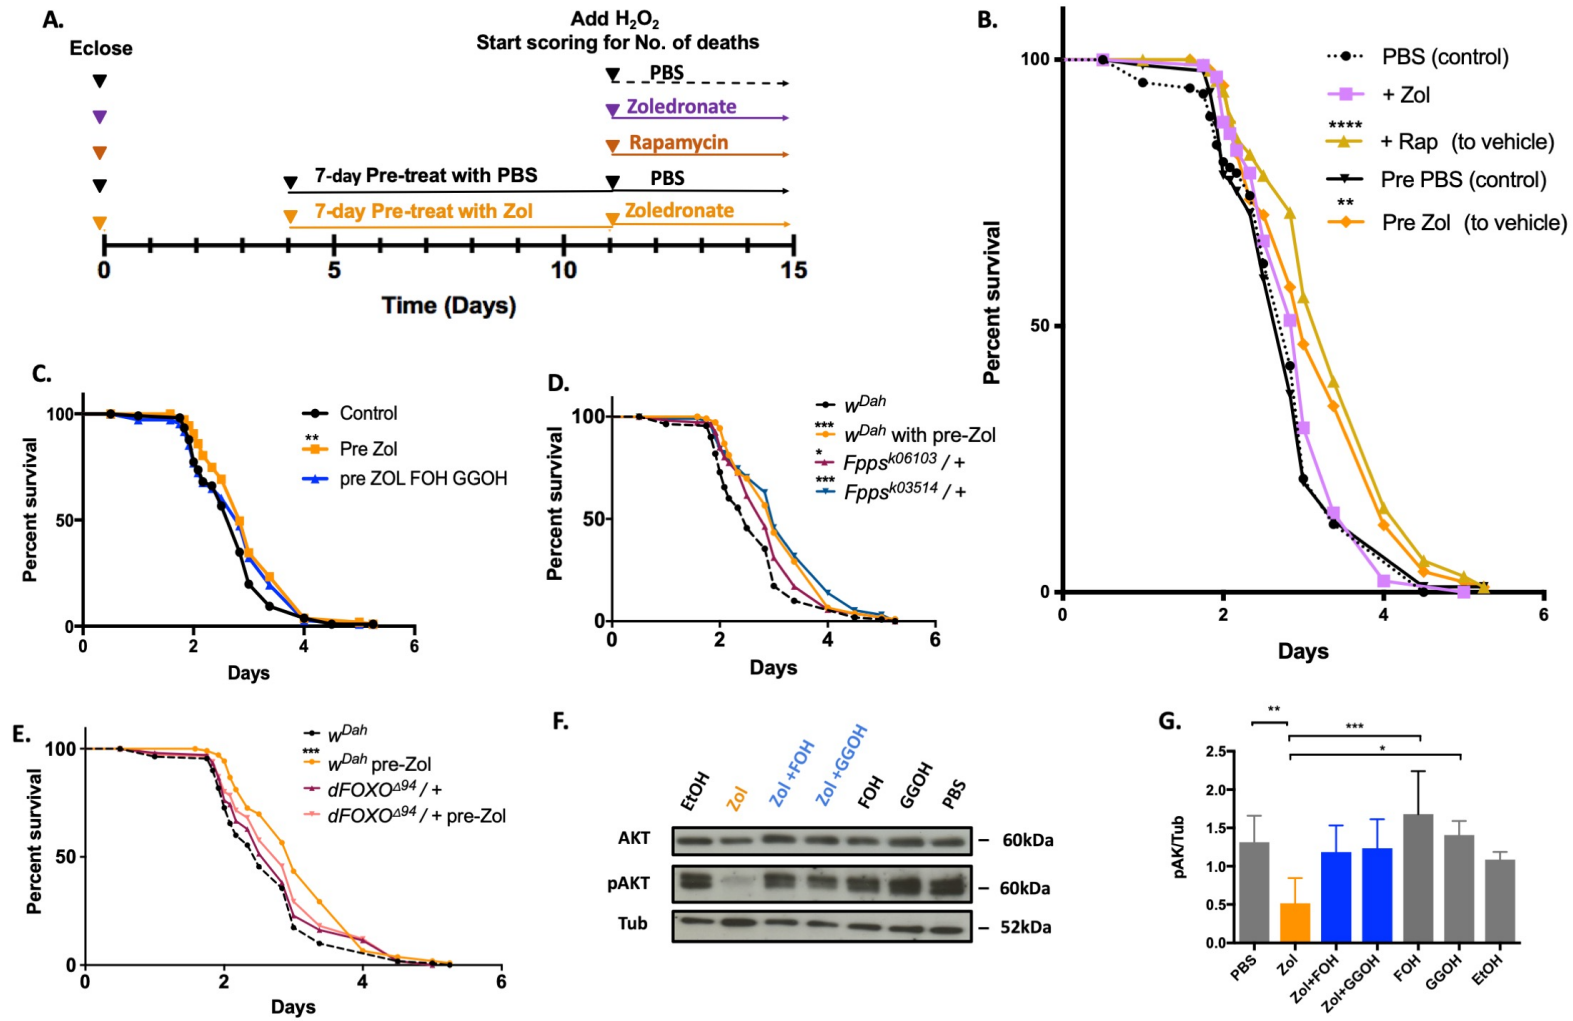 A.
Add H₂O₂
Start scoring for No. of deaths
Eclose
PBS
Zoledronate
Rapamycin
7-day Pre-treat with PBS
PBS
7-day Pre-treat with Zol
Zoledronate
0 5 10 15
Time (Days)
B.
PBS (control)
+ Zol
****
+ Rap (to vehicle)
Pre PBS (control)
**
Pre Zol (to vehicle)
Percent survival
100
50
0
0 2 4 6
Days
C.
Control
**
Pre Zol
pre ZOL FOH GGOH
Percent survival
100
50
0
0 2 4 6
Days
D.
wDah
***
wDah with pre-Zol
*
Fppsk06103 / +
***
Fppsk03514 / +
Percent survival
100
50
0
0 2 4 6
Days
E.
wDah
***
wDah pre-Zol
dFOXOΔ94 / +
dFOXOΔ94 / + pre-Zol
Percent survival
100
50
0
0 2 4 6
Days
F.
EtOH Zol Zol +FOH Zol +GGOH FOH GGOH PBS
AKT – 60kDa
pAKT – 60kDa
Tub – 52kDa
G.
**
***
*
pAK/Tub
2.5
2.0
1.5
1.0
0.5
0.0
PBS Zol Zol+FOH Zol+GGOH FOH GGOH EtOH